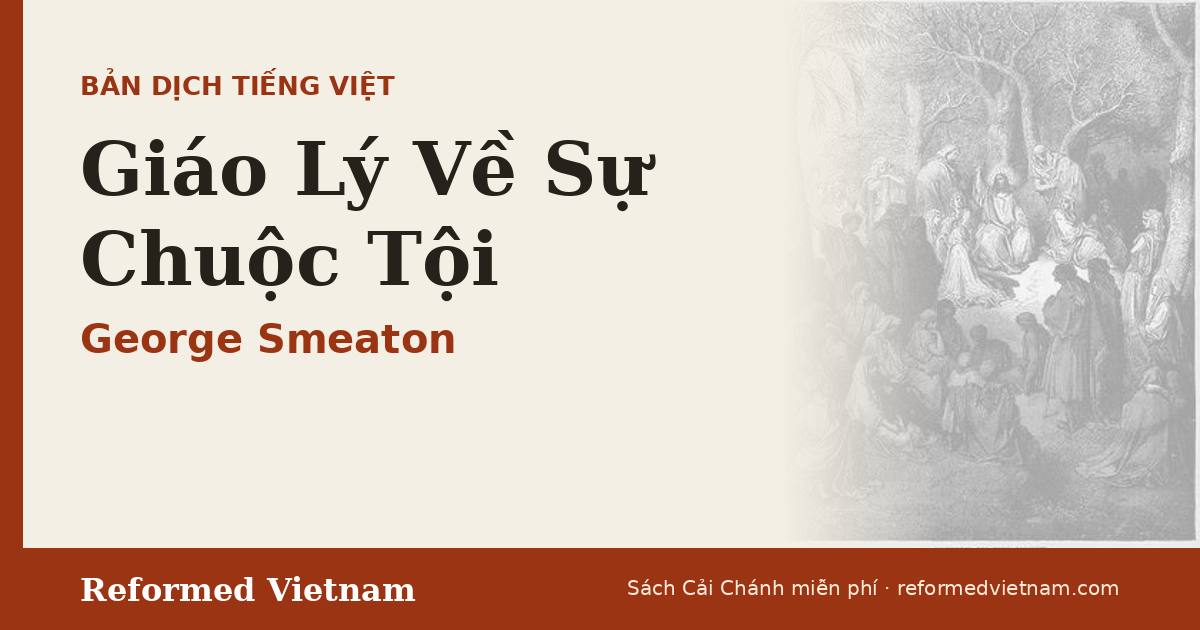 BẢN DỊCH TIẾNG VIỆT
Giáo Lý Về Sự
Chuộc Tội
George Smeaton
Reformed Vietnam
Sách Cải Chánh miễn phí · reformedvietnam.com